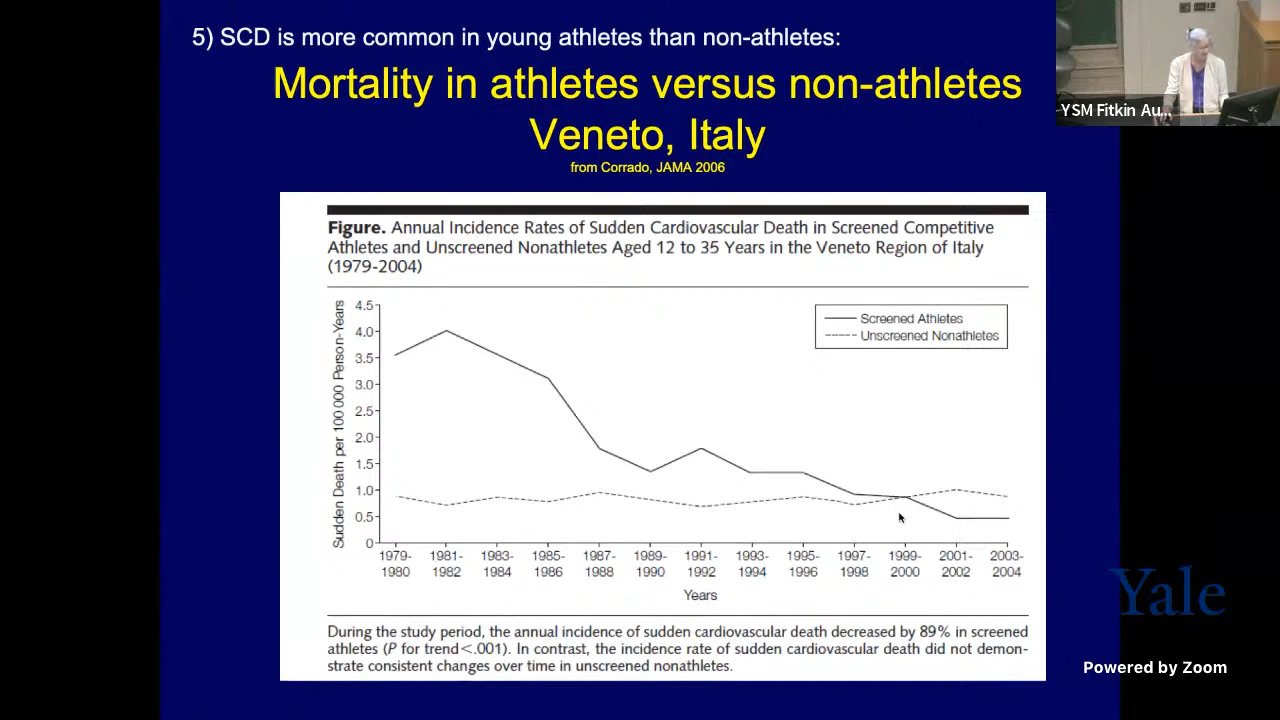 5) SCD is more common in young athletes than non-athletes:
Mortality in athletes versus non-athletes
Veneto, Italy
from Corrado, JAMA 2006
YSM Fitkin Au...
Figure. Annual Incidence Rates of Sudden Cardiovascular Death in Screened Competitive
Athletes and Unscreened Nonathletes Aged 12 to 35 Years in the Veneto Region of Italy
(1979-2004)
Sudden Death per 100 000 Person-Years
4.5
4.0
3.5
3.0
2.5
2.0
1.5
1.0
0.5
0
Screened Athletes
Unscreened Nonathletes
1979- 1981- 1983- 1985- 1987- 1989- 1991- 1993- 1995- 1997- 1999- 2001- 2003-
1980 1982 1984 1986 1988 1990 1992 1994 1996 1998 2000 2002 2004
Years
During the study period, the annual incidence of sudden cardiovascular death decreased by 89% in screened
athletes (P for trend<.001). In contrast, the incidence rate of sudden cardiovascular death did not demon-
strate consistent changes over time in unscreened nonathletes.
Yale
Powered by Zoom